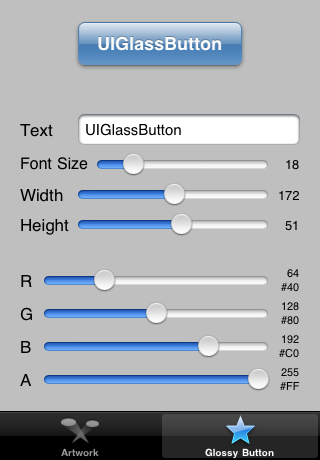 UIGlassButton
Text UIGlassButton
Font Size 18
Width 172
Height 51
R 64
#40
G 128
#80
B 192
#C0
A 255
#FF
Artwork Glossy Button